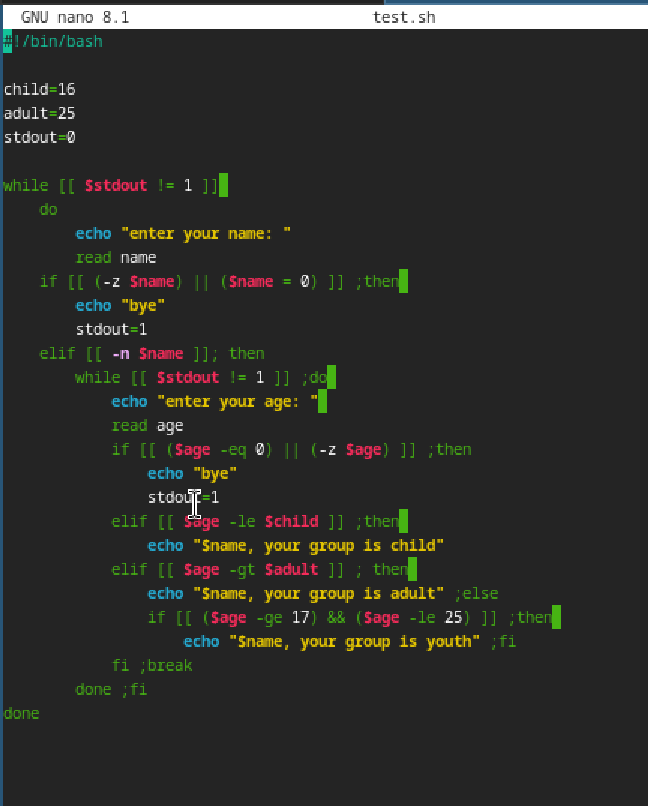 GNU nano 8.1 test.sh
#!/bin/bash

child=16
adult=25
stdout=0

while [[ $stdout != 1 ]]
    do
        echo "enter your name: "
        read name
    if [[ (-z $name) || ($name = 0) ]] ;then
        echo "bye"
        stdout=1
    elif [[ -n $name ]]; then
        while [[ $stdout != 1 ]] ;do
            echo "enter your age: "
            read age
            if [[ ($age -eq 0) || (-z $age) ]] ;then
                echo "bye"
                stdout=1
            elif [[ $age -le $child ]] ;then
                echo "$name, your group is child"
            elif [[ $age -gt $adult ]] ; then
                echo "$name, your group is adult" ;else
                if [[ ($age -ge 17) && ($age -le 25) ]] ;then
                    echo "$name, your group is youth" ;fi
            fi ;break
        done ;fi
done